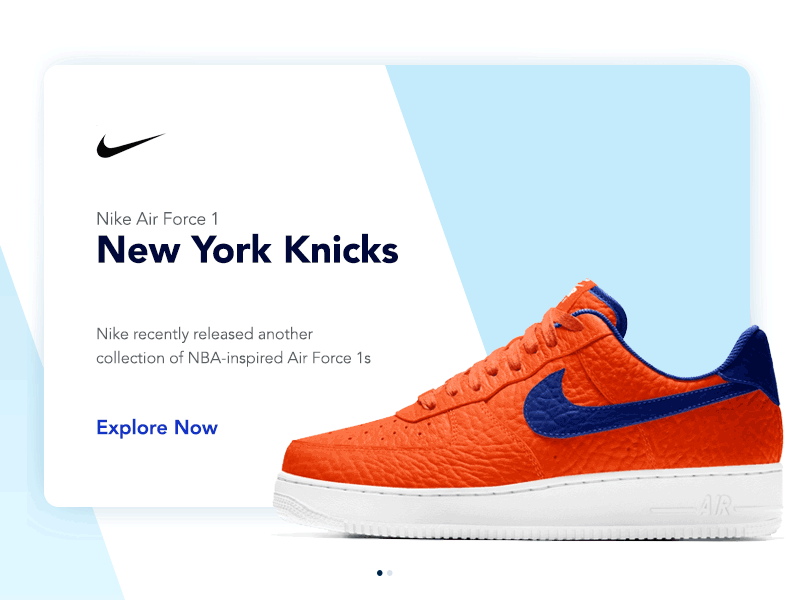 Nike Air Force 1
New York Knicks
Nike recently released another
collection of NBA-inspired Air Force 1s
Explore Now
AIR